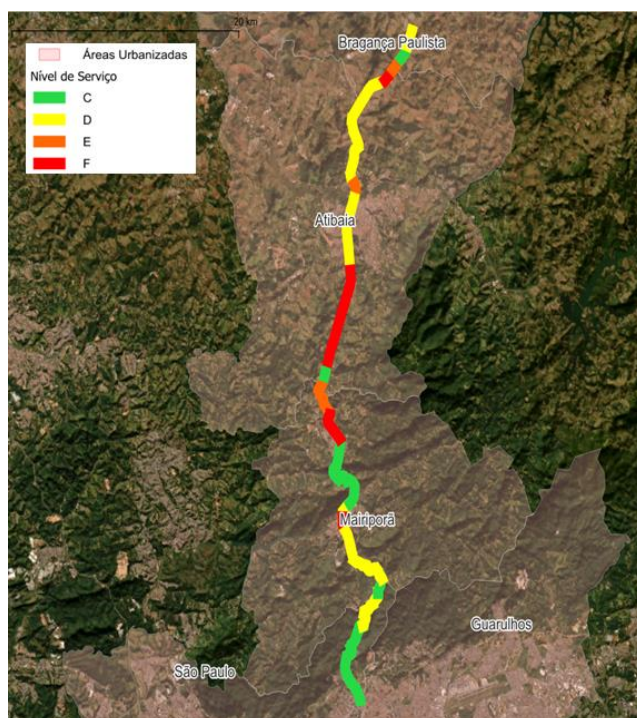 20 km
Bragança Paulista
Áreas Urbanizadas
Nível de Serviço
C
D
E
F
Atibaia
Mairiporã
Guarulhos
São Paulo